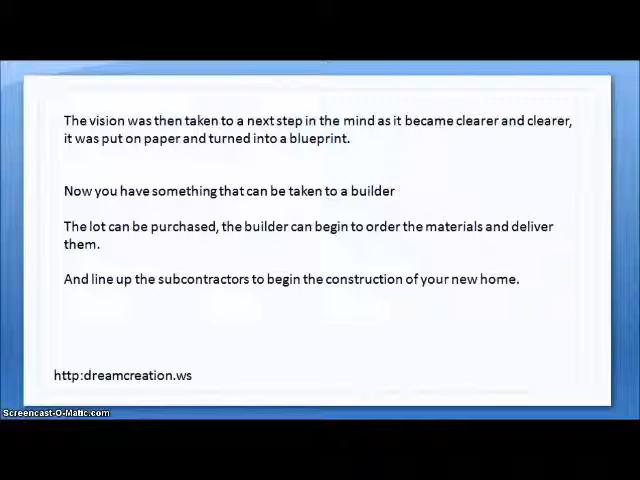 The vision was then taken to a next step in the mind as it became clearer and clearer,
it was put on paper and turned into a blueprint.
Now you have something that can be taken to a builder
The lot can be purchased, the builder can begin to order the materials and deliver
them.
And line up the subcontractors to begin the construction of your new home.
http:dreamcreation.ws
Screencast-O-Matic.com